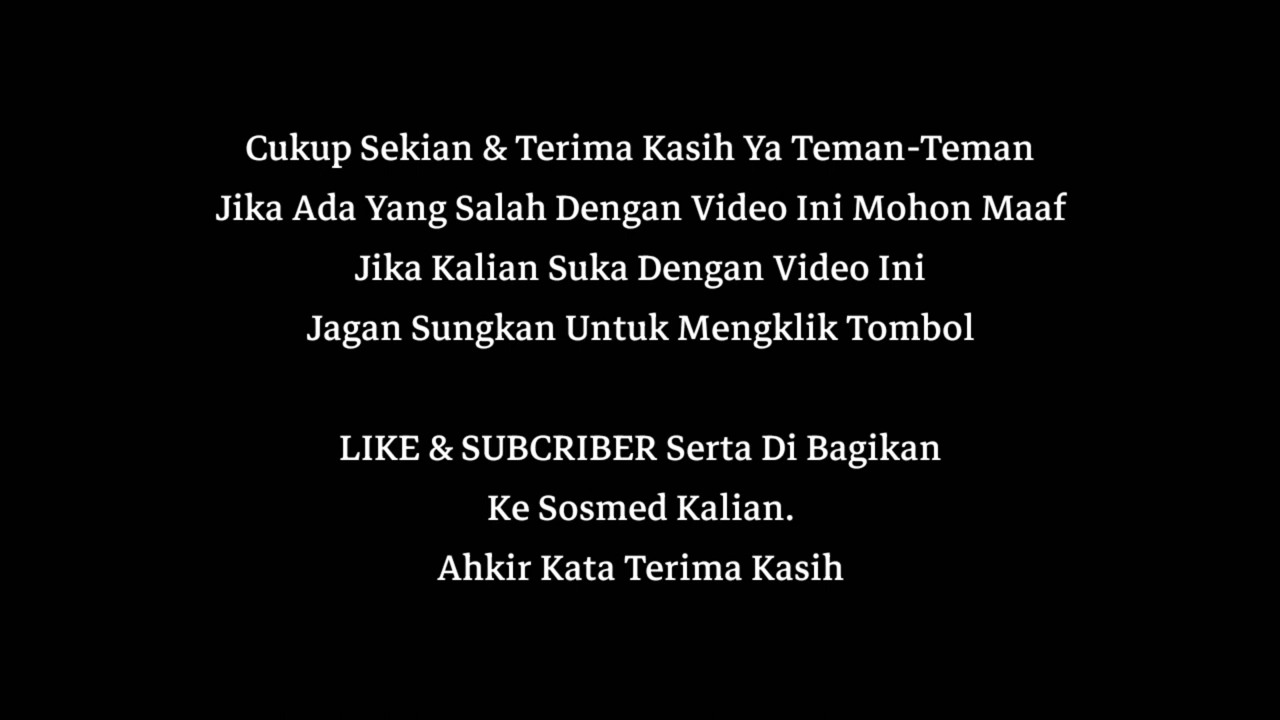 Cukup Sekian & Terima Kasih Ya Teman-Teman
Jika Ada Yang Salah Dengan Video Ini Mohon Maaf
Jika Kalian Suka Dengan Video Ini
Jagan Sungkan Untuk Mengklik Tombol
LIKE & SUBCRIBER Serta Di Bagikan
Ke Sosmed Kalian.
Ahkir Kata Terima Kasih